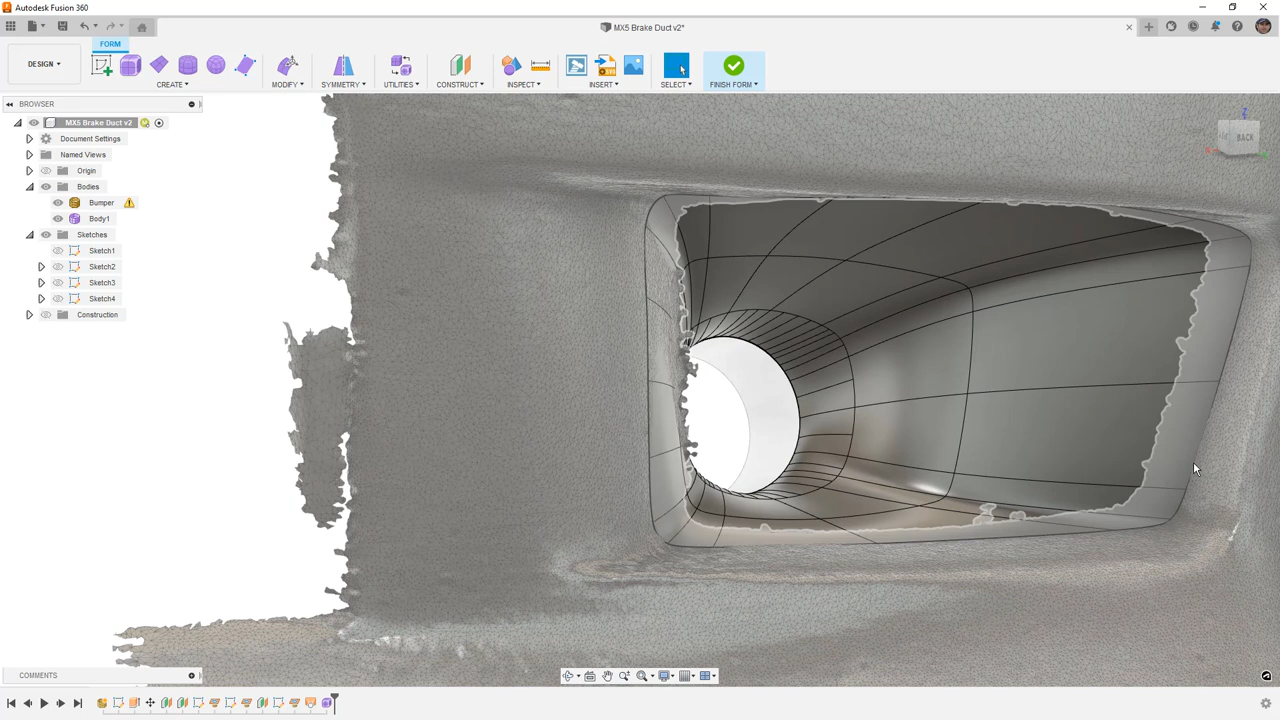 Autodesk Fusion 360
MX5 Brake Duct v2*
FORM
DESIGN
CREATE
MODIFY
SYMMETRY
UTILITIES
CONSTRUCT
INSPECT
INSERT
SELECT
FINISH FORM
BROWSER
MX5 Brake Duct v2
Document Settings
Named Views
Origin
Bodies
Bumper
Body1
Sketches
Sketch1
Sketch2
Sketch3
Sketch4
Construction
BACK
COMMENTS